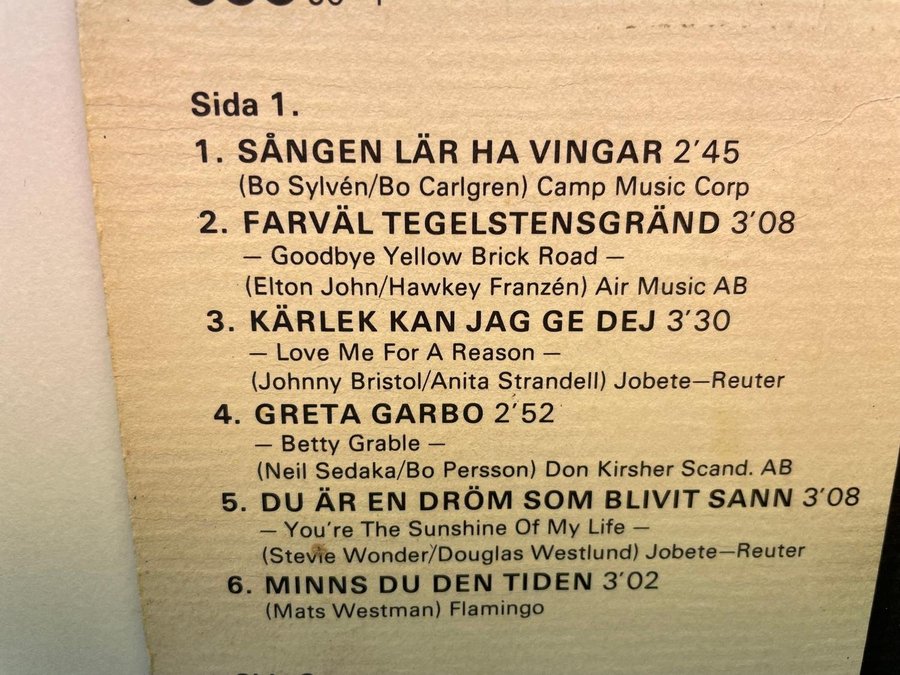 Sida 1.
1. SÅNGEN LÄR HA VINGAR 2'45
(Bo Sylvén/Bo Carlgren) Camp Music Corp
2. FARVÄL TEGELSTENSGRÄND 3'08
— Goodbye Yellow Brick Road —
(Elton John/Hawkey Franzén) Air Music AB
3. KÄRLEK KAN JAG GE DEJ 3'30
— Love Me For A Reason —
(Johnny Bristol/Anita Strandell) Jobete—Reuter
4. GRETA GARBO 2'52
— Betty Grable —
(Neil Sedaka/Bo Persson) Don Kirsher Scand. AB
5. DU ÄR EN DRÖM SOM BLIVIT SANN 3'08
— You're The Sunshine Of My Life —
(Stevie Wonder/Douglas Westlund) Jobete—Reuter
6. MINNS DU DEN TIDEN 3'02
(Mats Westman) Flamingo